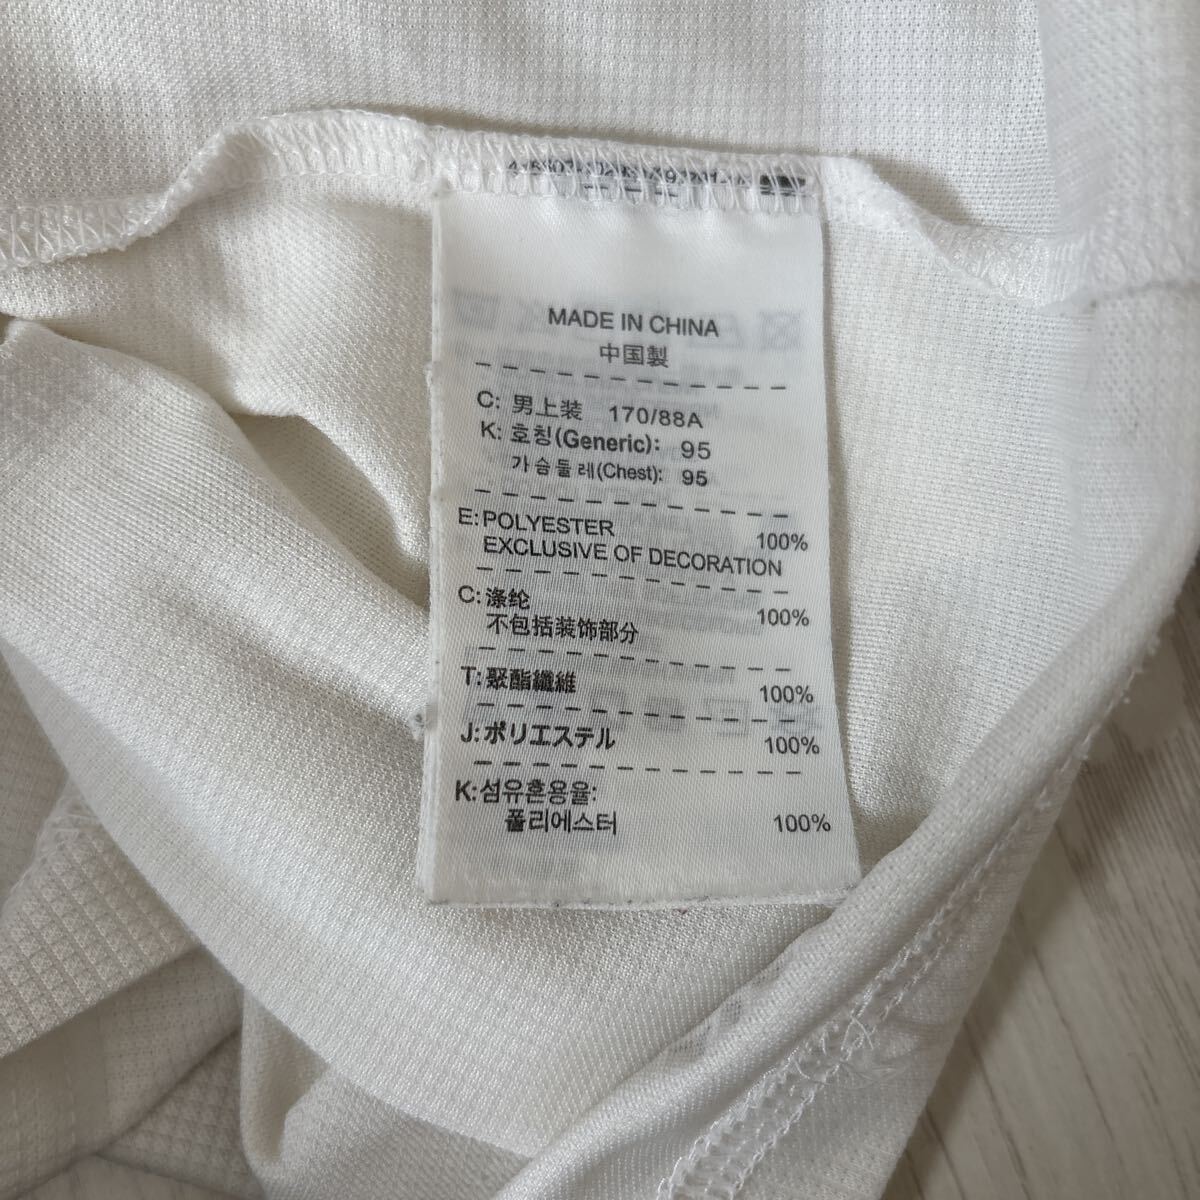 MADE IN CHINA
中国製
C: 男上装 170/88A
K: 호칭(Generic): 95
가슴둘레(Chest): 95
E: POLYESTER 100%
EXCLUSIVE OF DECORATION
C: 涤纶 100%
不包括装饰部分
T: 聚酯纖維 100%
J: ポリエステル 100%
K: 섬유혼용율:
폴리에스터 100%